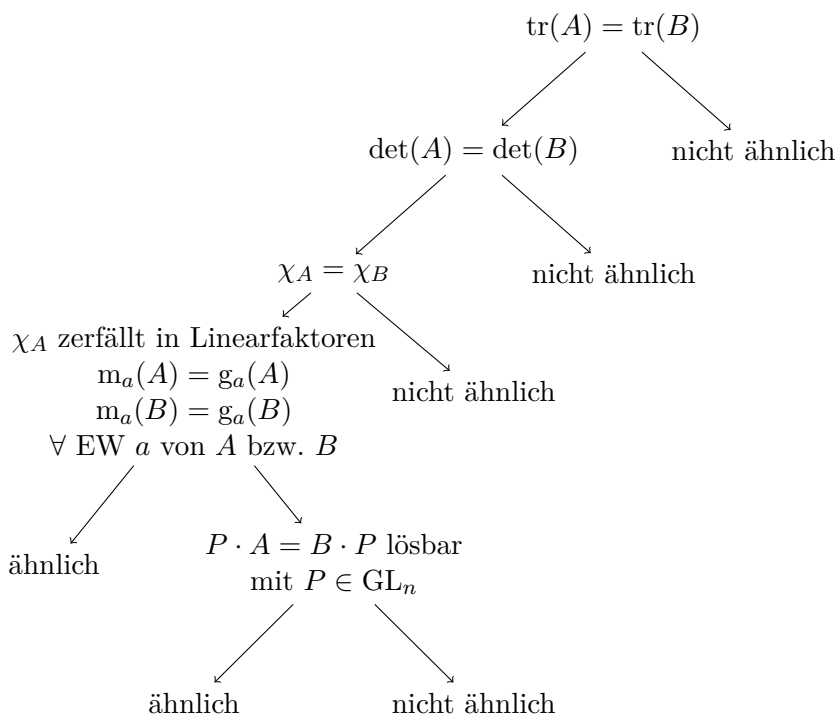 tr(A) = tr(B)
det(A) = det(B)
nicht ähnlich
χ_A = χ_B
nicht ähnlich
χ_A zerfällt in Linearfaktoren
m_a(A) = g_a(A)
m_a(B) = g_a(B)
∀ EW a von A bzw. B
nicht ähnlich
ähnlich
P · A = B · P lösbar
mit P ∈ GL_n
ähnlich
nicht ähnlich